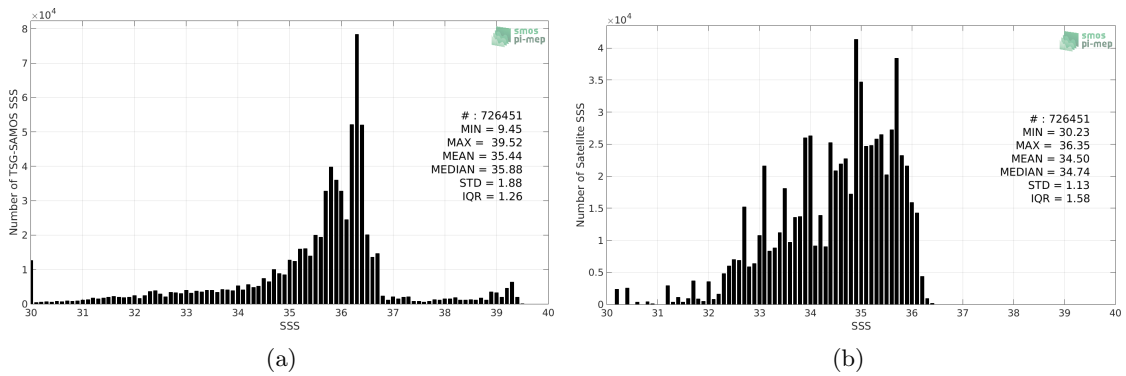 ×10⁴
8
7
6
5
4
3
2
1
0
Number of TSG-SAMOS SSS
smos
pi-mep
# : 726451
MIN = 9.45
MAX = 39.52
MEAN = 35.44
MEDIAN = 35.88
STD = 1.88
IQR = 1.26
30 31 32 33 34 35 36 37 38 39 40
SSS
(a)
×10⁴
4
3.5
3
2.5
2
1.5
1
0.5
0
Number of Satellite SSS
smos
pi-mep
# : 726451
MIN = 30.23
MAX = 36.35
MEAN = 34.50
MEDIAN = 34.74
STD = 1.13
IQR = 1.58
30 31 32 33 34 35 36 37 38 39 40
SSS
(b)